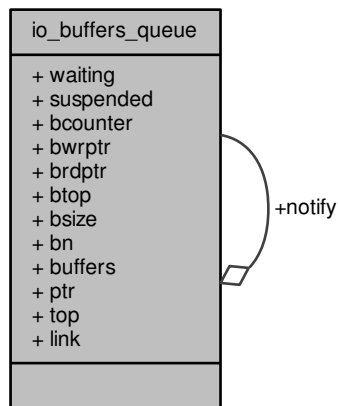 io_buffers_queue
+ waiting
+ suspended
+ bcounter
+ bwrptr
+ brdptr
+ btop
+ bsize
+ bn
+ buffers
+ ptr
+ top
+ link
+notify